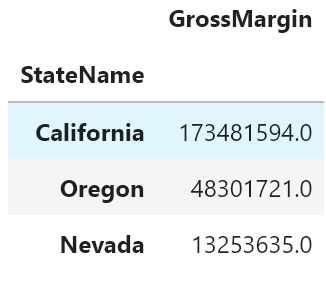 GrossMargin
StateName
California 173481594.0
Oregon 48301721.0
Nevada 13253635.0